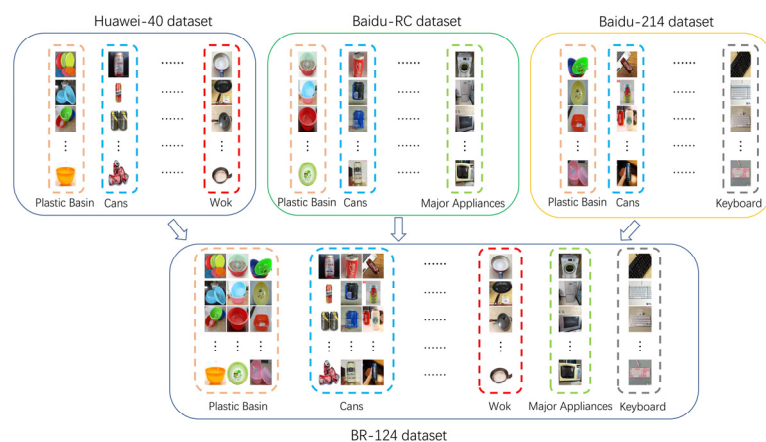 Huawei-40 dataset
Baidu-RC dataset
Baidu-214 dataset
......
......
......
Plastic Basin
Cans
Wok
Plastic Basin
Cans
Major Appliances
Plastic Basin
Cans
Keyboard
......
......
......
......
Plastic Basin
Cans
Wok
Major Appliances
Keyboard
BR-124 dataset